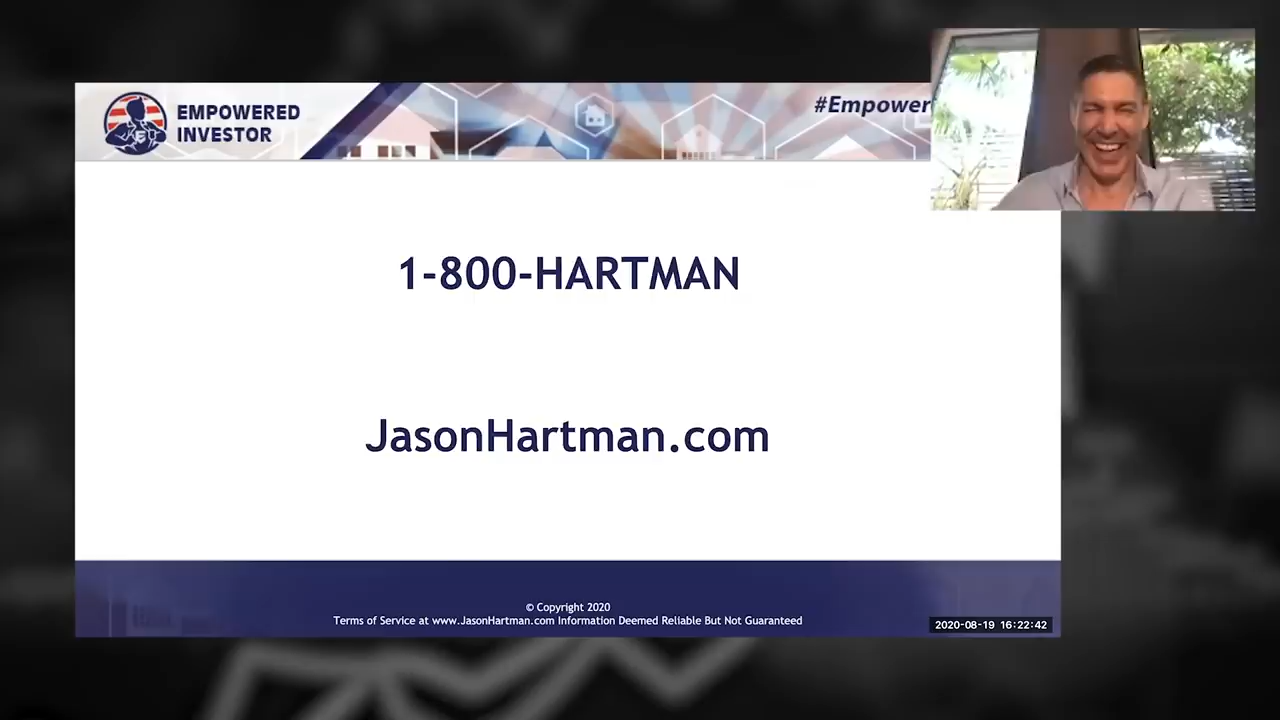 EMPOWERED
INVESTOR
#Empower
1-800-HARTMAN
JasonHartman.com
© Copyright 2020
Terms of Service at www.JasonHartman.com Information Deemed Reliable But Not Guaranteed
2020-08-19 16:22:42